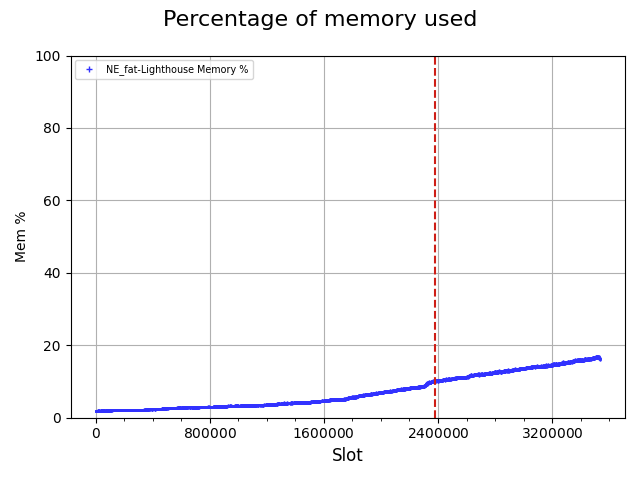 Percentage of memory used
NE_fat-Lighthouse Memory %
100
80
60
40
20
0
Mem %
0 800000 1600000 2400000 3200000
Slot